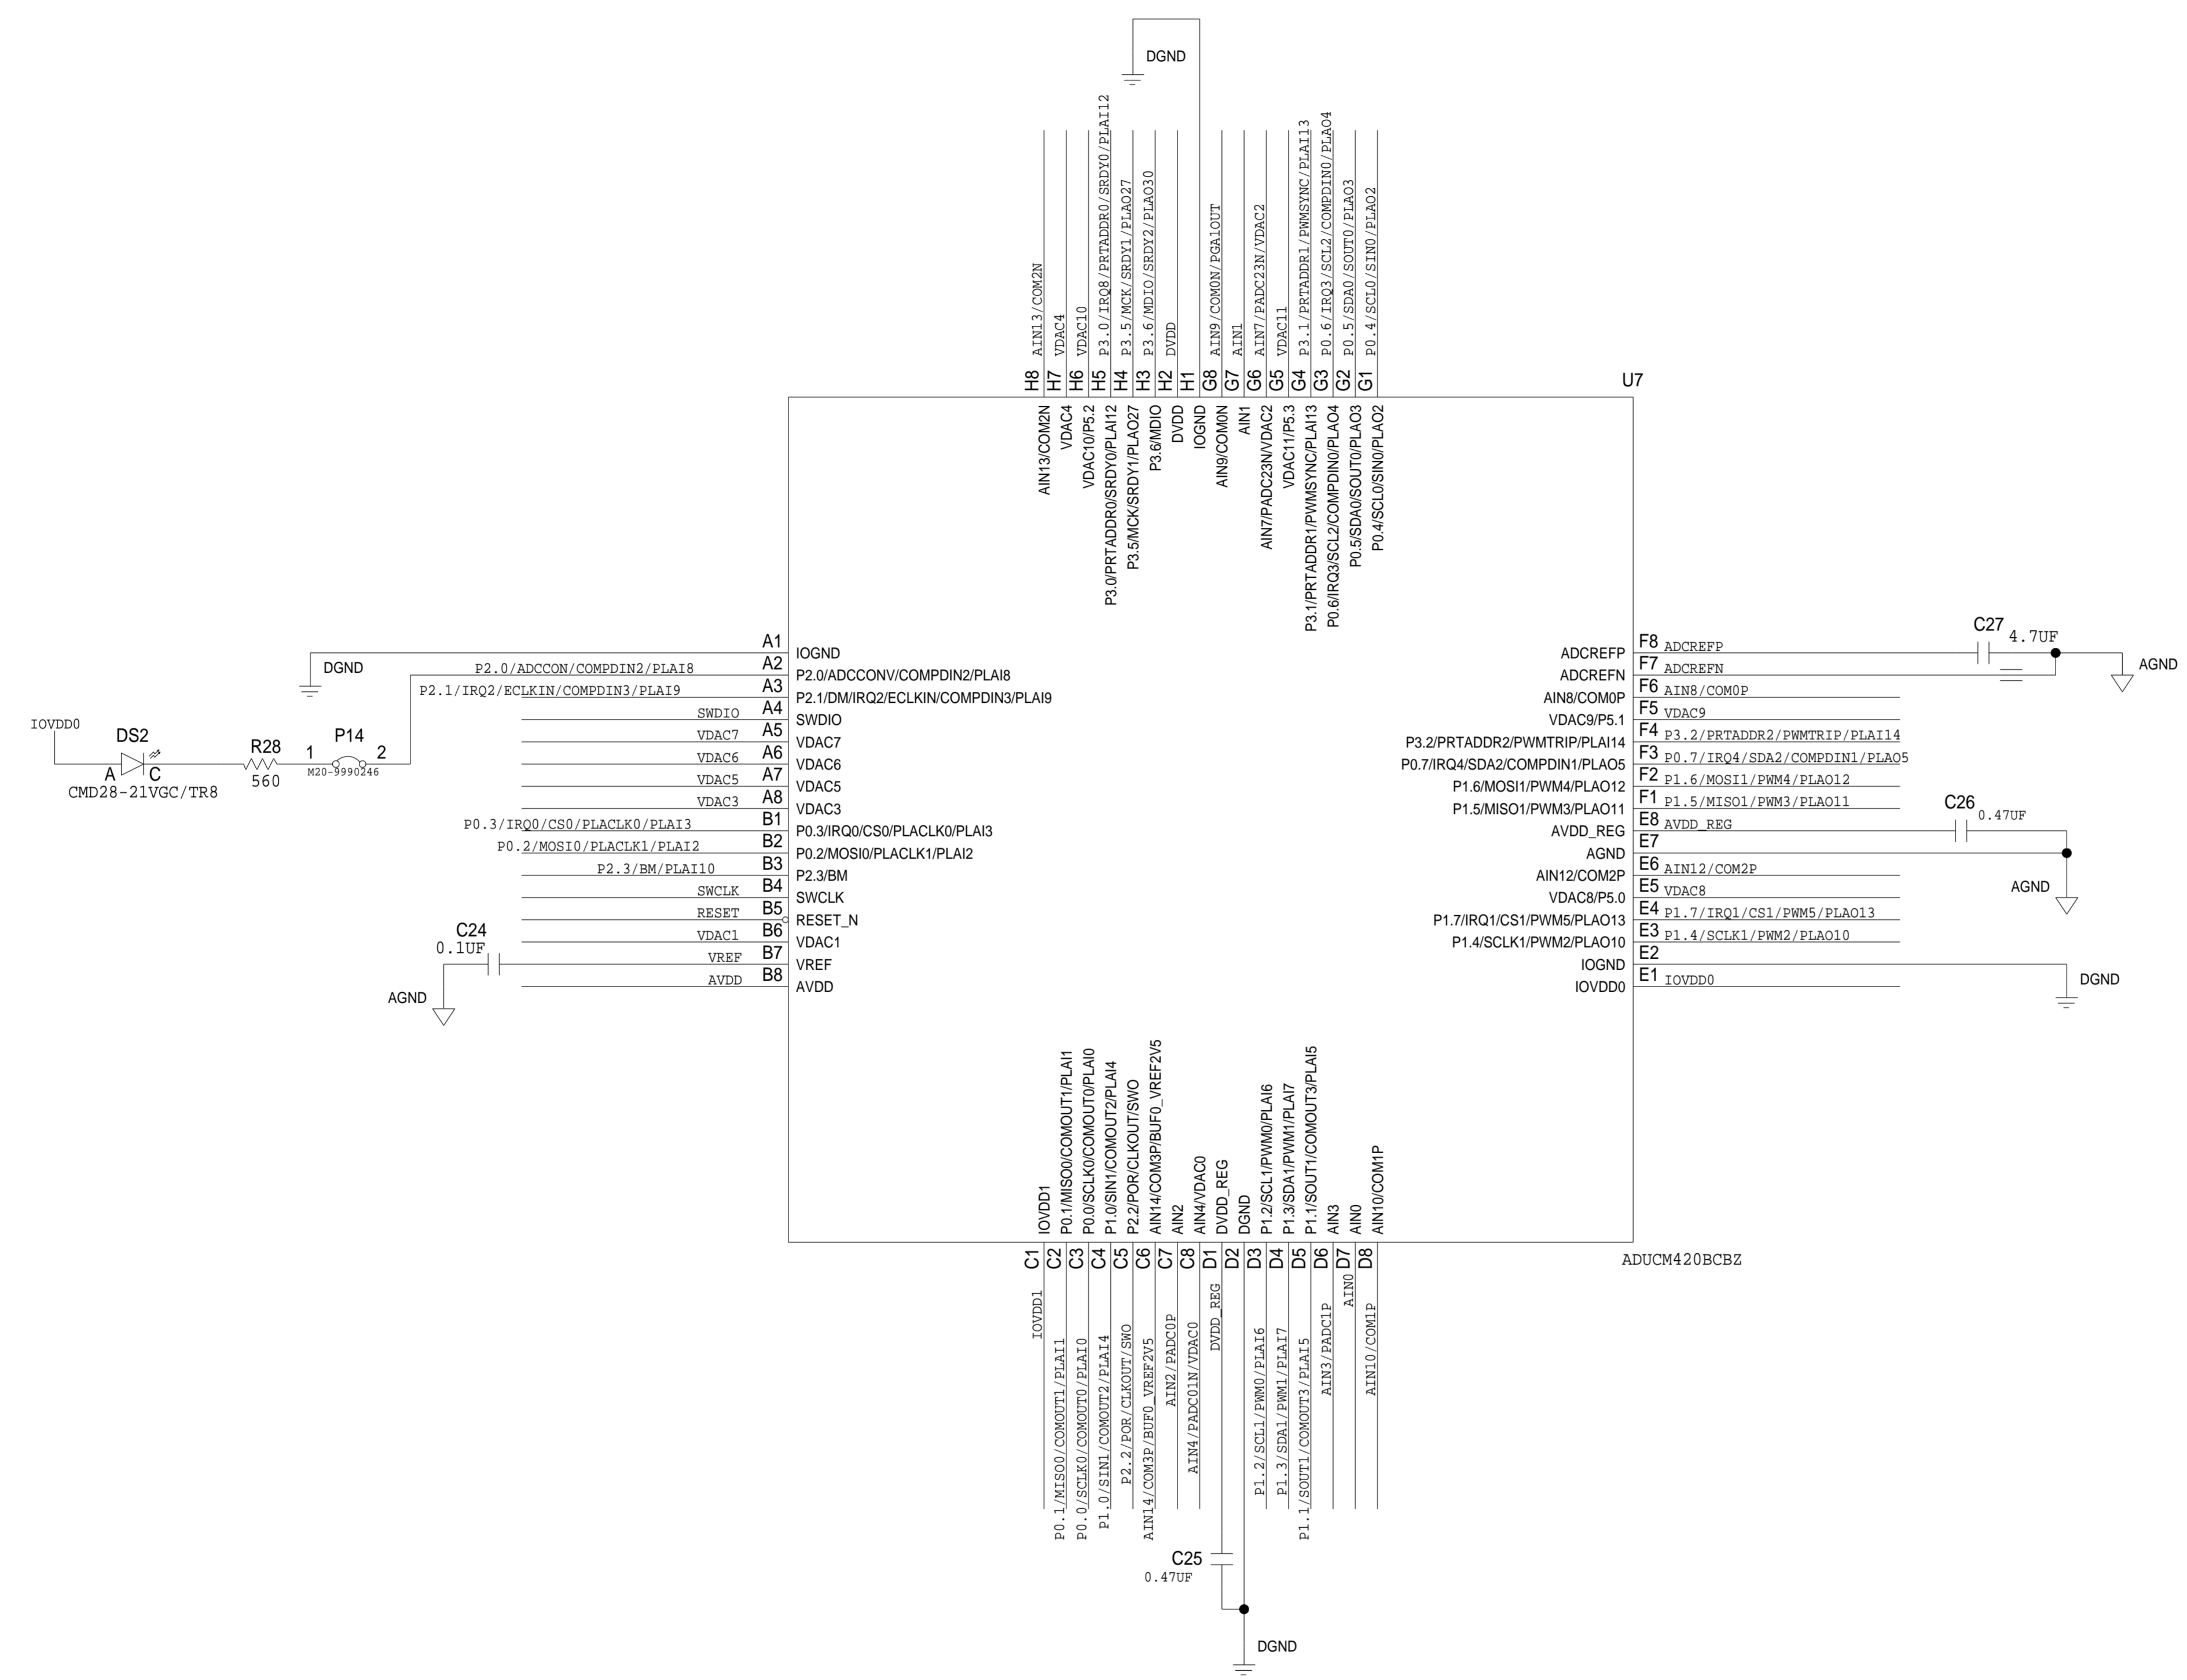 DGND
H8 AIN13/COM2N
H7 VDAC4
H6 VDAC10
H5 P3.0/IRQ8/PRTADDR0/SRDY0/PLAI12
H4 P3.5/MCK/SRDY1/PLAO27
H3 P3.6/MDIO/SRDY2/PLAO30
H2 DVDD
H1
G8 AIN9/COM0N/PGA1OUT
G7 AIN1
G6 AIN7/PADC23N/VDAC2
G5 VDAC11
G4 P3.1/PRTADDR1/PWMSYNC/PLAI13
G3 P0.6/IRQ3/SCL2/COMPDIN0/PLAO4
G2 P0.5/SDA0/SOUT0/PLAO3
G1 P0.4/SCL0/SIN0/PLAO2
U7
AIN13/COM2N
VDAC4
VDAC10/P5.2
P3.0/PRTADDR0/SRDY0/PLAI12
P3.5/MCK/SRDY1/PLAO27
P3.6/MDIO
DVDD
IOGND
AIN9/COM0N
AIN1
AIN7/PADC23N/VDAC2
VDAC11/P5.3
P3.1/PRTADDR1/PWMSYNC/PLAI13
P0.6/IRQ3/SCL2/COMPDIN0/PLAO4
P0.5/SDA0/SOUT0/PLAO3
P0.4/SCL0/SIN0/PLAO2
A1 IOGND
DGND
P2.0/ADCCON/COMPDIN2/PLAI8 A2 P2.0/ADCCONV/COMPDIN2/PLAI8
P2.1/IRQ2/ECLKIN/COMPDIN3/PLAI9 A3 P2.1/DM/IRQ2/ECLKIN/COMPDIN3/PLAI9
SWDIO A4 SWDIO
VDAC7 A5 VDAC7
VDAC6 A6 VDAC6
VDAC5 A7 VDAC5
VDAC3 A8 VDAC3
P0.3/IRQ0/CS0/PLACLK0/PLAI3 B1 P0.3/IRQ0/CS0/PLACLK0/PLAI3
P0.2/MOSI0/PLACLK1/PLAI2 B2 P0.2/MOSI0/PLACLK1/PLAI2
P2.3/BM/PLAI10 B3 P2.3/BM
SWCLK B4 SWCLK
RESET B5 RESET_N
VDAC1 B6 VDAC1
VREF B7 VREF
AVDD B8 AVDD
IOVDD0
DS2
A C
CMD28-21VGC/TR8
R28
560
P14
1 2
M20-9990246
C24
0.1UF
AGND
ADCREFP F8 ADCREFP
ADCREFN F7 ADCREFN
AIN8/COM0P F6 AIN8/COM0P
VDAC9/P5.1 F5 VDAC9
P3.2/PRTADDR2/PWMTRIP/PLAI14 F4 P3.2/PRTADDR2/PWMTRIP/PLAI14
P0.7/IRQ4/SDA2/COMPDIN1/PLAO5 F3 P0.7/IRQ4/SDA2/COMPDIN1/PLAO5
P1.6/MOSI1/PWM4/PLAO12 F2 P1.6/MOSI1/PWM4/PLAO12
P1.5/MISO1/PWM3/PLAO11 F1 P1.5/MISO1/PWM3/PLAO11
AVDD_REG E8 AVDD_REG
AGND E7
AIN12/COM2P E6 AIN12/COM2P
VDAC8/P5.0 E5 VDAC8
P1.7/IRQ1/CS1/PWM5/PLAO13 E4 P1.7/IRQ1/CS1/PWM5/PLAO13
P1.4/SCLK1/PWM2/PLAO10 E3 P1.4/SCLK1/PWM2/PLAO10
IOGND E2
IOVDD0 E1 IOVDD0
C27
4.7UF
AGND
C26
0.47UF
AGND
DGND
IOVDD1
P0.1/MISO0/COMOUT1/PLAI1
P0.0/SCLK0/COMOUT0/PLAI0
P1.0/SIN1/COMOUT2/PLAI4
P2.2/POR/CLKOUT/SWO
AIN14/COM3P/BUF0_VREF2V5
AIN2
AIN4/VDAC0
DVDD_REG
DGND
P1.2/SCL1/PWM0/PLAI6
P1.3/SDA1/PWM1/PLAI7
P1.1/SOUT1/COMOUT3/PLAI5
AIN3
AIN0
AIN10/COM1P
ADUCM420BCBZ
C1 IOVDD1
C2 P0.1/MISO0/COMOUT1/PLAI1
C3 P0.0/SCLK0/COMOUT0/PLAI0
C4 P1.0/SIN1/COMOUT2/PLAI4
C5 P2.2/POR/CLKOUT/SWO
C6 AIN14/COM3P/BUF0_VREF2V5
C7 AIN2/PADC0P
C8 AIN4/PADC01N/VDAC0
D1 DVDD_REG
D2
D3 P1.2/SCL1/PWM0/PLAI6
D4 P1.3/SDA1/PWM1/PLAI7
D5 P1.1/SOUT1/COMOUT3/PLAI5
D6 AIN3/PADC1P
D7 AIN0
D8 AIN10/COM1P
C25
0.47UF
DGND